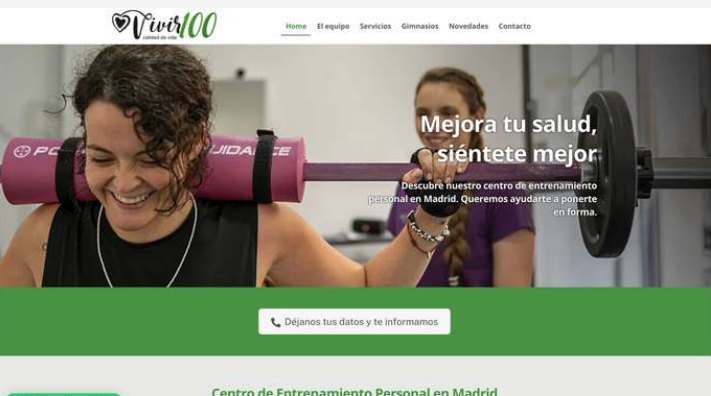 Vivir100
calidad de vida
Home El equipo Servicios Gimnasios Novedades Contacto
Mejora tu salud,
siéntete mejor
Descubre nuestro centro de entrenamiento
personal en Madrid. Queremos ayudarte a ponerte
en forma.
Déjanos tus datos y te informamos
Centro de Entrenamiento Personal en Madrid